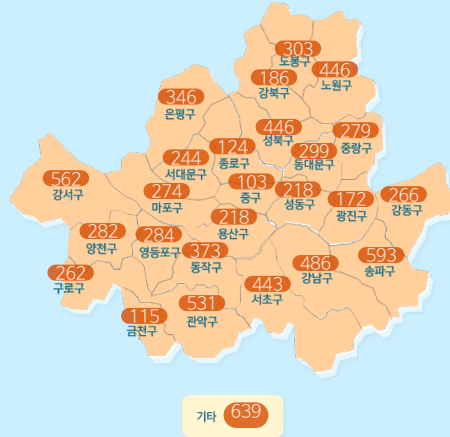 303
도봉구
446
노원구
186
강북구
346
은평구
446
성북구
279
중랑구
124
종로구
299
동대문구
244
서대문구
562
강서구
274
마포구
103
중구
218
성동구
172
광진구
266
강동구
218
용산구
282
양천구
284
영등포구
373
동작구
593
송파구
486
강남구
262
구로구
443
서초구
531
관악구
115
금천구
기타 639